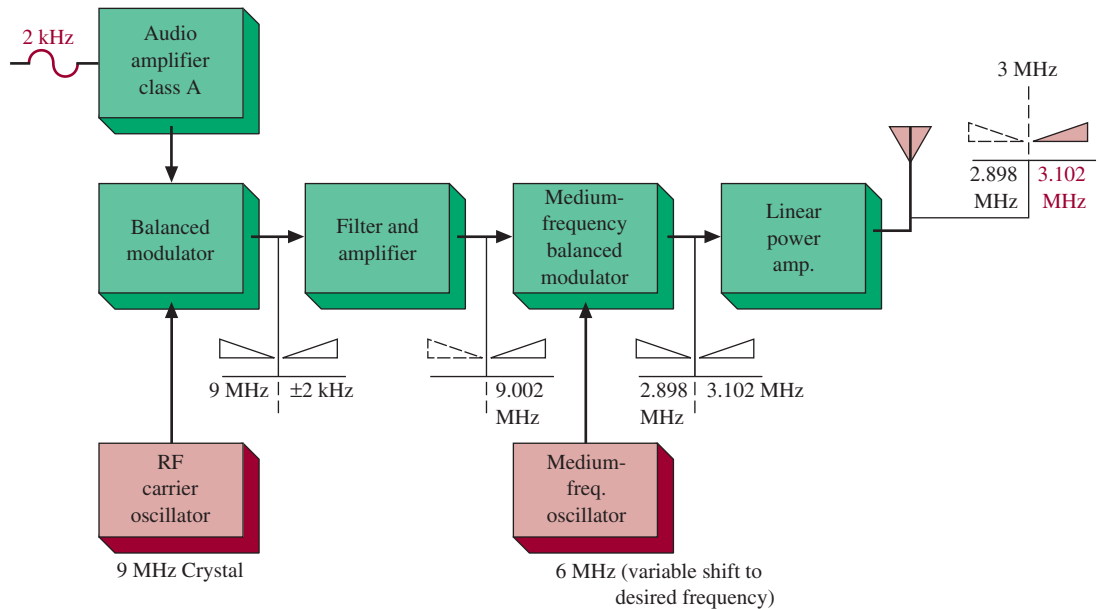 2 kHz
Audio
amplifier
class A
3 MHz
2.898
MHz
3.102
MHz
Balanced
modulator
Filter and
amplifier
Medium-
frequency
balanced
modulator
Linear
power
amp.
9 MHz
±2 kHz
9.002
MHz
2.898
MHz
3.102 MHz
RF
carrier
oscillator
Medium-
freq.
oscillator
9 MHz Crystal
6 MHz (variable shift to
desired frequency)